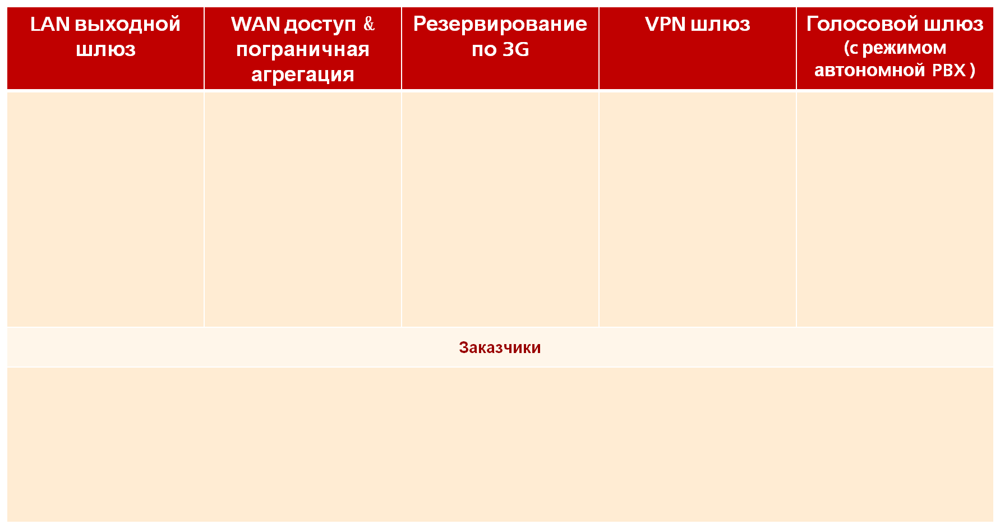 LAN выходной
шлюз
WAN доступ &
пограничная
агрегация
Резервирование
по 3G
VPN шлюз
Голосовой шлюз
(с режимом
автономной PBX )
Заказчики